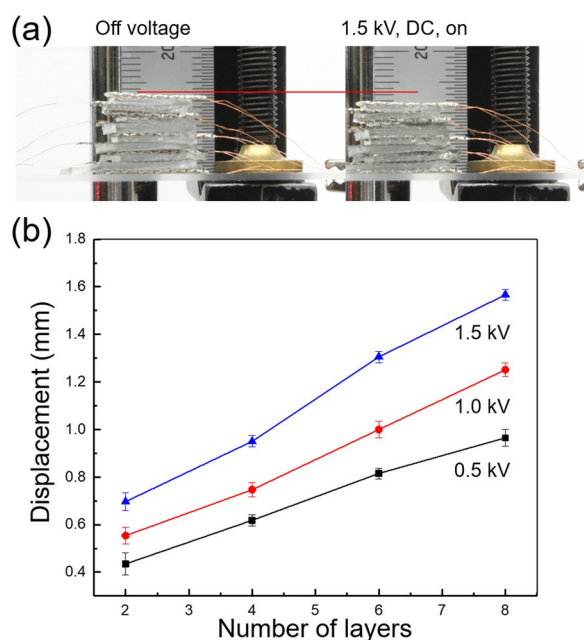 (a)
Off voltage
1.5 kV, DC, on
20
20
(b)
Displacement (mm)
1.8
1.6
1.4
1.2
1.0
0.8
0.6
0.4
1.5 kV
1.0 kV
0.5 kV
2 3 4 5 6 7 8
Number of layers